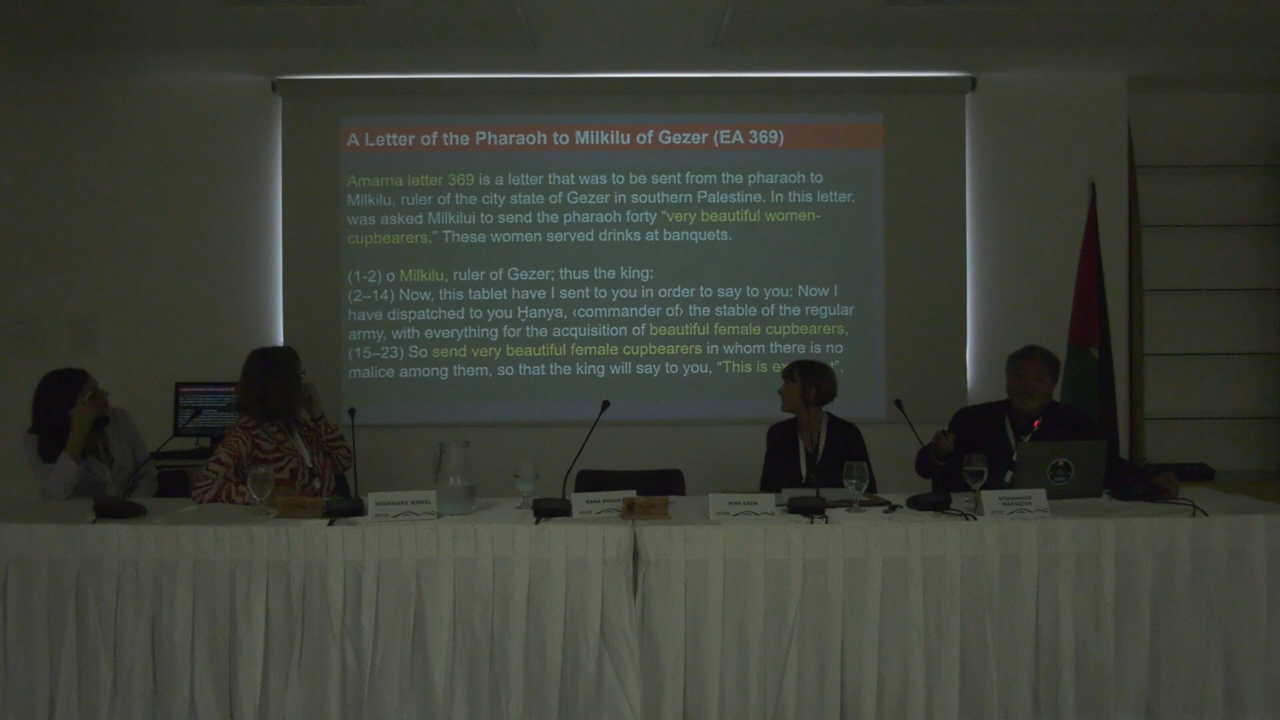 A Letter of the Pharaoh to Milkilu of Gezer (EA 369)
Amarna letter 369 is a letter that was to be sent from the pharaoh to
Milkilu, ruler of the city state of Gezer in southern Palestine. In this letter,
was asked Milkilui to send the pharaoh forty “very beautiful women-
cupbearers.” These women served drinks at banquets.
(1-2) o Milkilu, ruler of Gezer; thus the king:
(2–14) Now, this tablet have I sent to you in order to say to you: Now I
have dispatched to you Ḫanya, ‹commander of› the stable of the regular
army, with everything for the acquisition of beautiful female cupbearers,
(15–23) So send very beautiful female cupbearers in whom there is no
malice among them, so that the king will say to you, “This is
HEIDEMARIE WINKEL
RANA
NINA
MOHAMMED